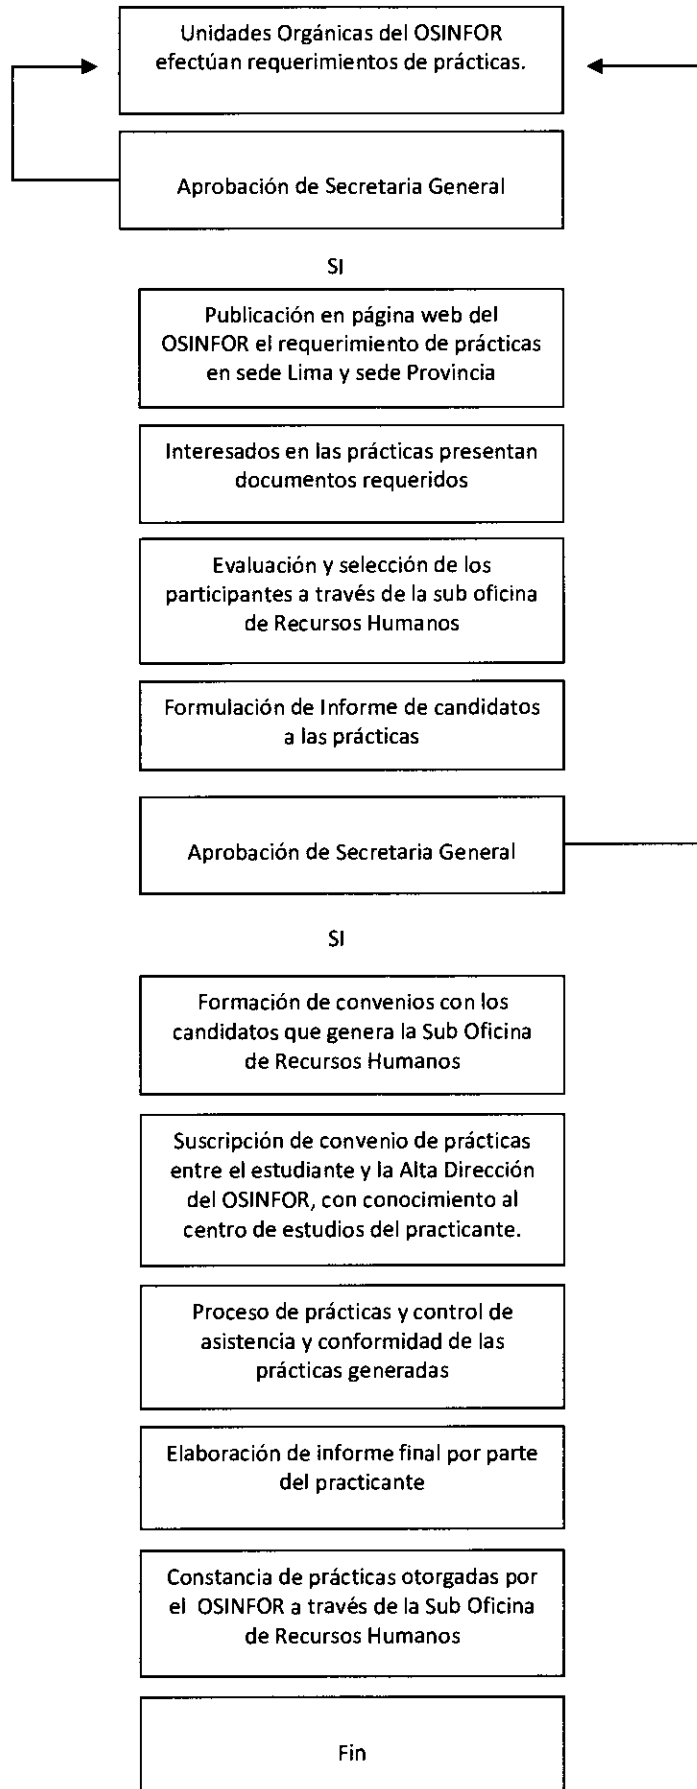 Unidades Orgánicas del OSINFOR
efectúan requerimientos de prácticas.
Aprobación de Secretaria General
SI
Publicación en página web del
OSINFOR el requerimiento de prácticas
en sede Lima y sede Provincia
Interesados en las prácticas presentan
documentos requeridos
Evaluación y selección de los
participantes a través de la sub oficina
de Recursos Humanos
Formulación de Informe de candidatos
a las prácticas
Aprobación de Secretaria General
SI
Formación de convenios con los
candidatos que genera la Sub Oficina
de Recursos Humanos
Suscripción de convenio de prácticas
entre el estudiante y la Alta Dirección
del OSINFOR, con conocimiento al
centro de estudios del practicante.
Proceso de prácticas y control de
asistencia y conformidad de las
prácticas generadas
Elaboración de informe final por parte
del practicante
Constancia de prácticas otorgadas por
el OSINFOR a través de la Sub Oficina
de Recursos Humanos
Fin